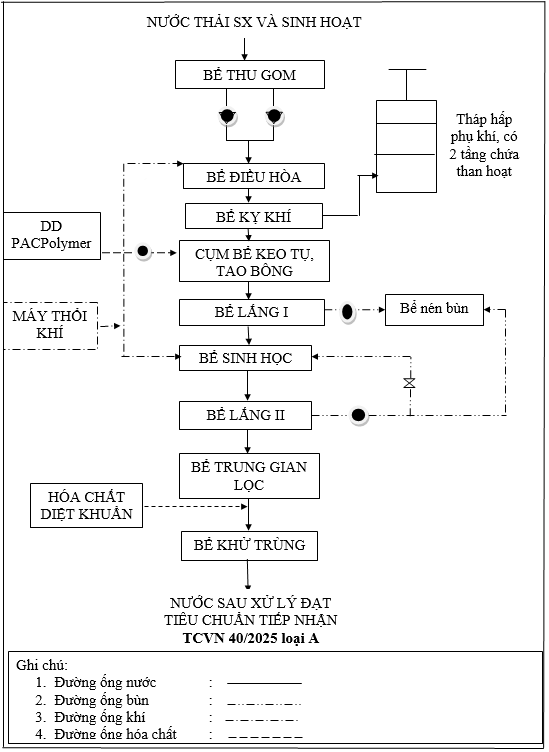 NƯỚC THẢI SX VÀ SINH HOẠT
BỂ THU GOM
Tháp hấp
phụ khí, có
2 tầng chứa
than hoạt
BỂ ĐIỀU HÒA
BỂ KỴ KHÍ
DD
PACPolymer
CỤM BỂ KEO TỤ,
TẠO BÔNG
MÁY THỔI
KHÍ
BỂ LẮNG I
Bể nén bùn
BỂ SINH HỌC
BỂ LẮNG II
BỂ TRUNG GIAN
LỌC
HÓA CHẤT
DIỆT KHUẨN
BỂ KHỬ TRÙNG
NƯỚC SAU XỬ LÝ ĐẠT
TIÊU CHUẨN TIẾP NHẬN
TCVN 40/2025 loại A
Ghi chú:
1. Đường ống nước :
2. Đường ống bùn :
3. Đường ống khí :
4. Đường ống hóa chất :